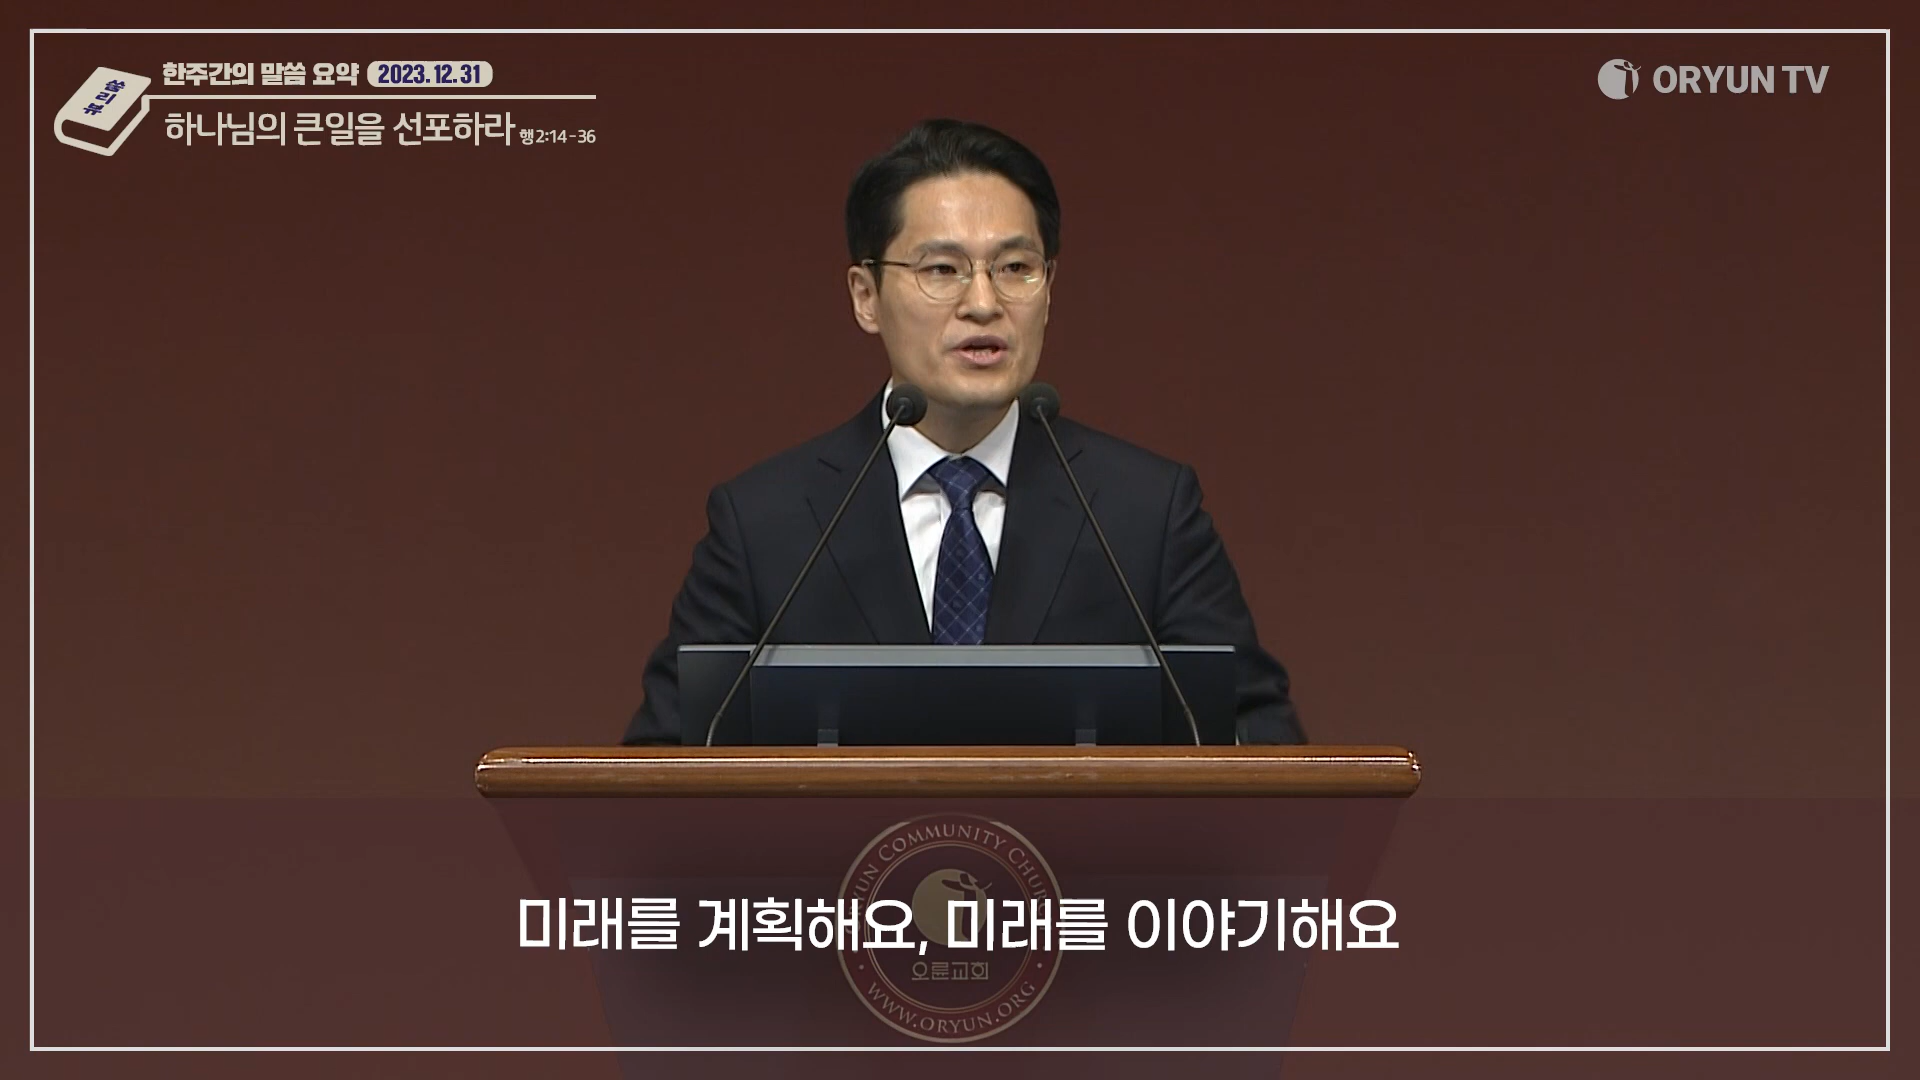 한주간의 말씀 요약 2023.12.31
쏠리뷰
하나님의 큰일을 선포하라 행2:14-36
ORYUN TV
미래를 계획해요, 미래를 이야기해요
ORYUN COMMUNITY CHURCH
오륜교회
WWW.ORYUN.ORG